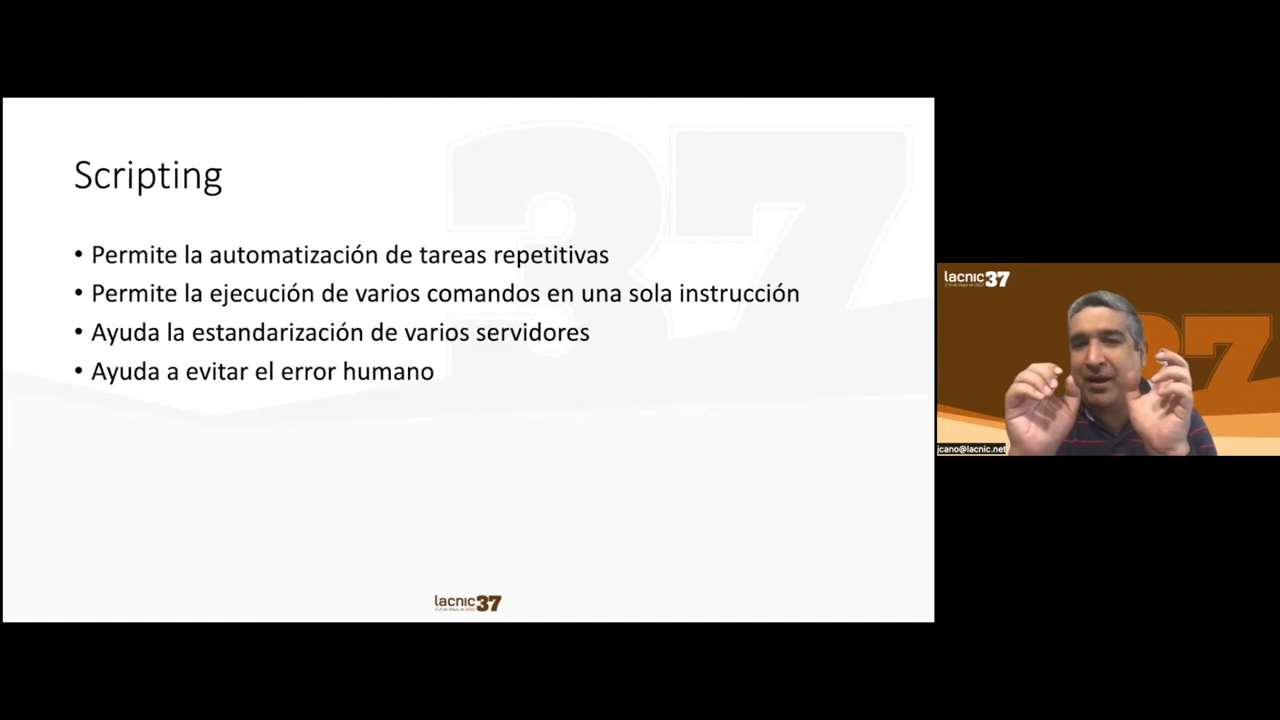 Scripting
• Permite la automatización de tareas repetitivas
• Permite la ejecución de varios comandos en una sola instrucción
• Ayuda la estandarización de varios servidores
• Ayuda a evitar el error humano
lacnic37
lacnic37
jcano@lacnic.net